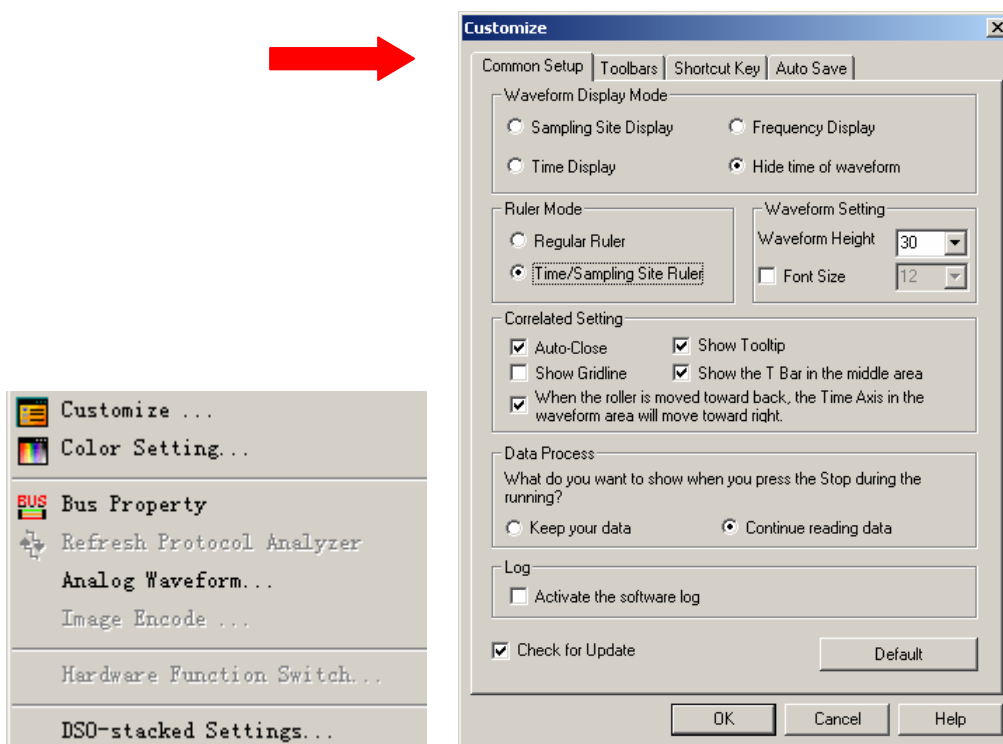 Customize
Common Setup Toolbars Shortcut Key Auto Save
Waveform Display Mode
Sampling Site Display Frequency Display
Time Display Hide time of waveform
Ruler Mode
Regular Ruler
Time/Sampling Site Ruler
Waveform Setting
Waveform Height 30
Font Size 12
Correlated Setting
Auto-Close Show Tooltip
Show Gridline Show the T Bar in the middle area
When the roller is moved toward back, the Time Axis in the
waveform area will move toward right.
Data Process
What do you want to show when you press the Stop during the
running?
Keep your data Continue reading data
Log
Activate the software log
Check for Update Default
OK Cancel Help
Customize ...
Color Setting...
BUS Bus Property
Refresh Protocol Analyzer
Analog Waveform...
Image Encode ...
Hardware Function Switch...
DSO-stacked Settings...